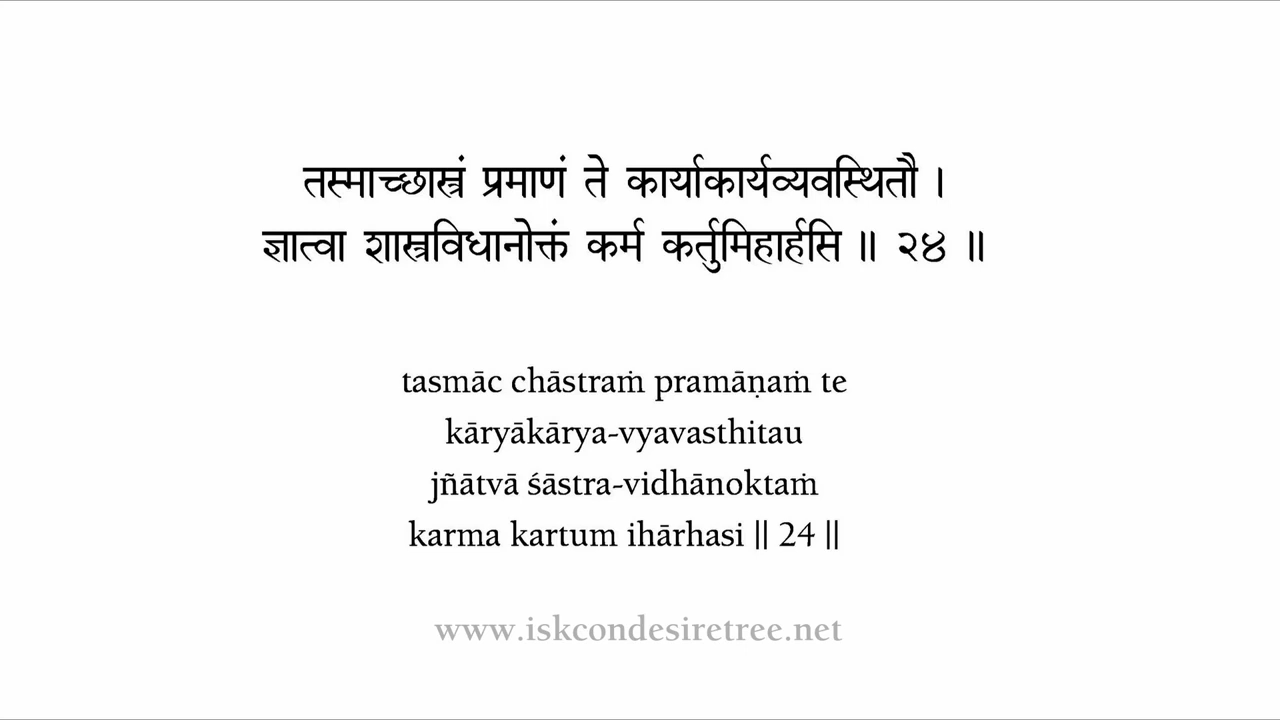 तस्माच्छास्त्रं प्रमाणं ते कार्याकार्यव्यवस्थितौ ।
ज्ञात्वा शास्त्रविधानोक्तं कर्म कर्तुमिहार्हसि ॥ २४ ॥
tasmāc chāstraṁ pramāṇaṁ te
kāryākārya-vyavasthitau
jñātvā śāstra-vidhānoktaṁ
karma kartum ihārhasi || 24 ||
www.iskcondesiretree.net